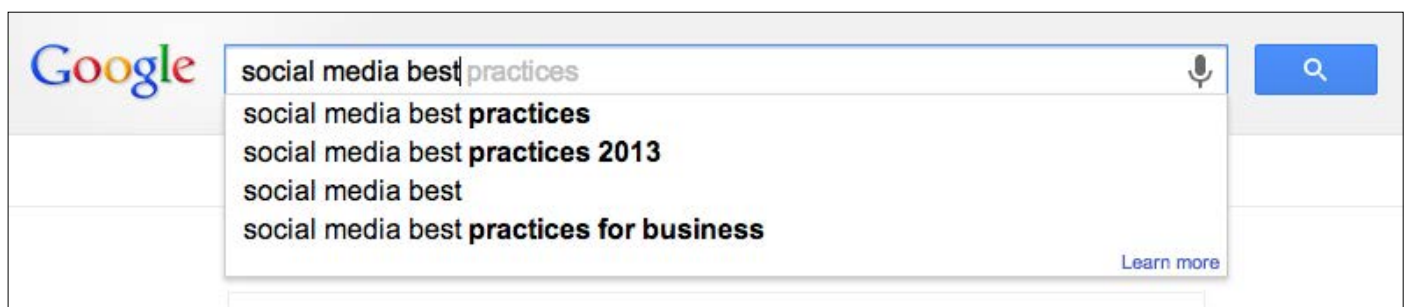 Google social media best practices
social media best practices
social media best practices 2013
social media best
social media best practices for business
Learn more